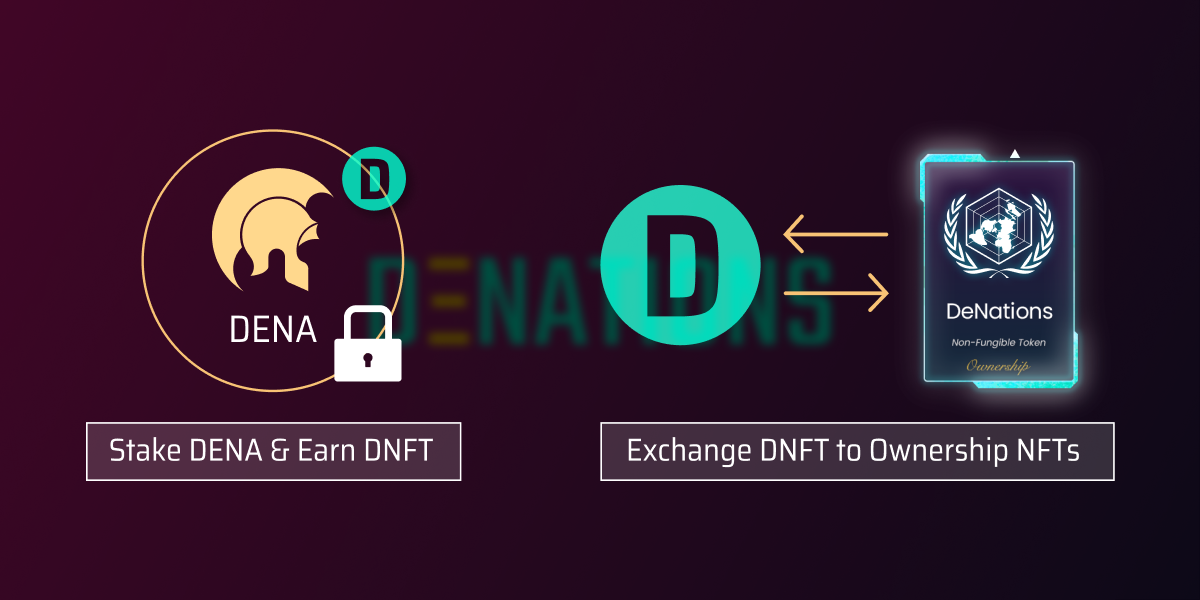 D
DENA
Stake DENA & Earn DNFT
DENATIONS
D
DeNations
Non-Fungible Token
Ownership
Exchange DNFT to Ownership NFTs